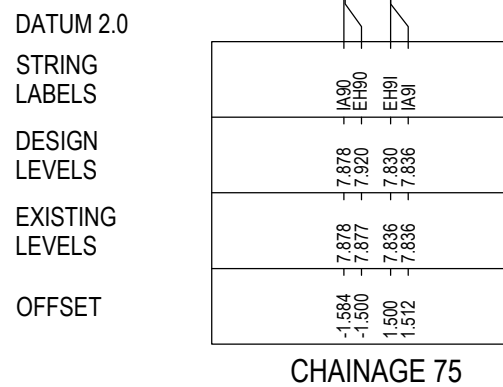 DATUM 2.0
STRING
LABELS
IA90
EH90
EH9I
IA9I
DESIGN
LEVELS
7.878
7.920
7.830
7.836
EXISTING
LEVELS
7.878
7.877
7.836
7.836
OFFSET
-1.584
-1.500
1.500
1.512
CHAINAGE 75